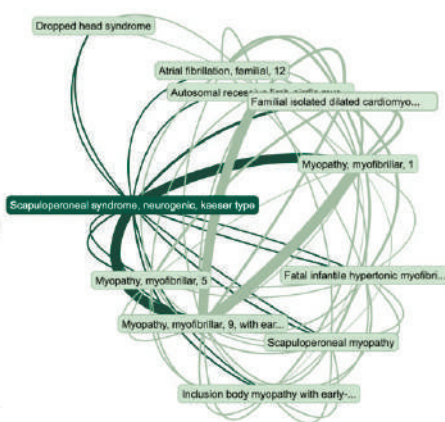 Dropped head syndrome
Atrial fibrillation, familial, 12
Autosomal recessive
Familial isolated dilated cardiomyo...
Myopathy, myofibrillar, 1
Scapuloperoneal syndrome, neurogenic, kaeser type
Myopathy, myofibrillar, 5
Fatal infantile hypertonic myofibri...
Myopathy, myofibrillar, 9, with ear...
Scapuloperoneal myopathy
Inclusion body myopathy with early-...